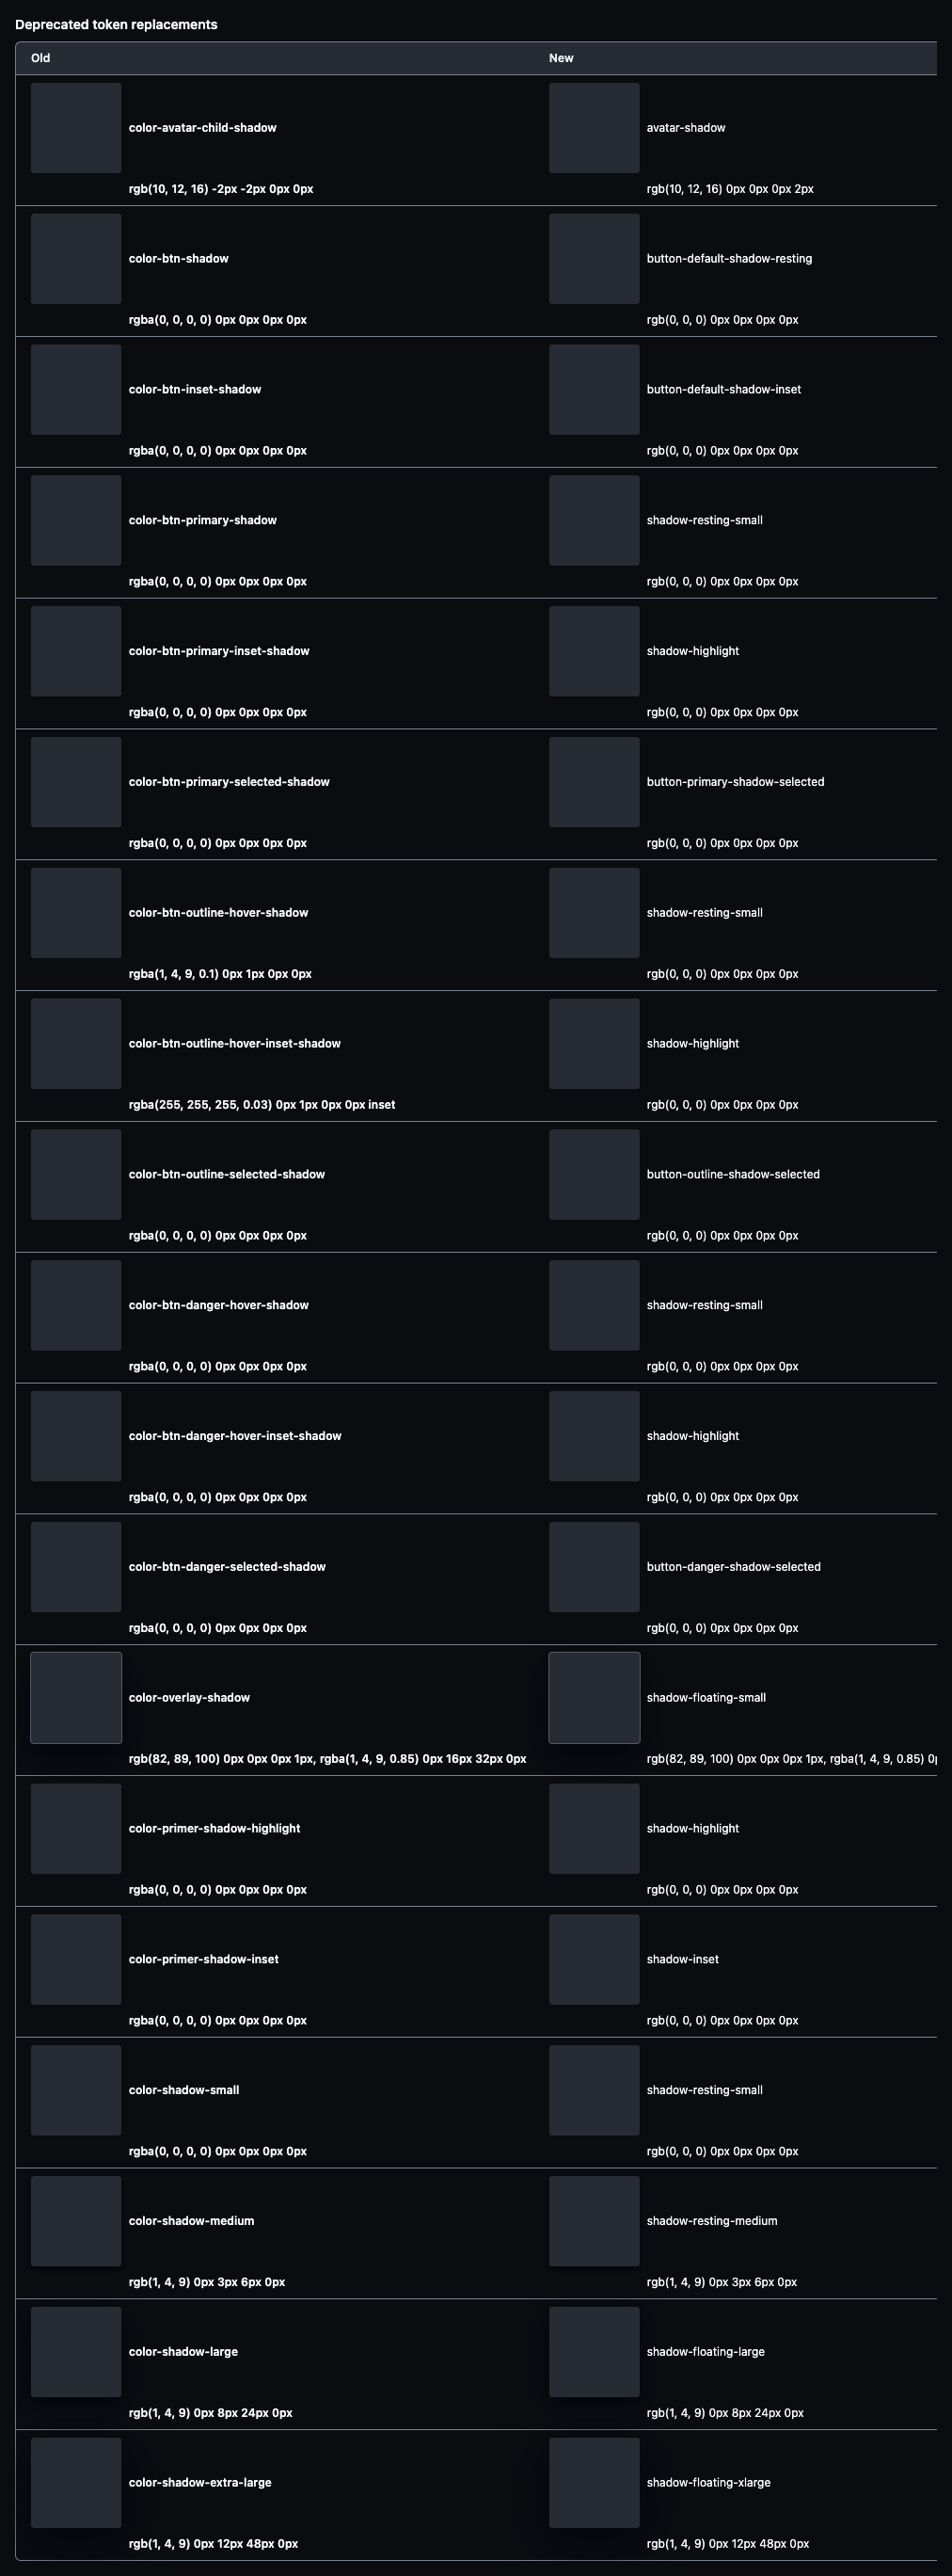 Deprecated token replacements
Old New
color-avatar-child-shadow avatar-shadow
rgb(10, 12, 16) -2px -2px 0px 0px rgb(10, 12, 16) 0px 0px 0px 2px
color-btn-shadow button-default-shadow-resting
rgba(0, 0, 0, 0) 0px 0px 0px 0px rgb(0, 0, 0) 0px 0px 0px 0px
color-btn-inset-shadow button-default-shadow-inset
rgba(0, 0, 0, 0) 0px 0px 0px 0px rgb(0, 0, 0) 0px 0px 0px 0px
color-btn-primary-shadow shadow-resting-small
rgba(0, 0, 0, 0) 0px 0px 0px 0px rgb(0, 0, 0) 0px 0px 0px 0px
color-btn-primary-inset-shadow shadow-highlight
rgba(0, 0, 0, 0) 0px 0px 0px 0px rgb(0, 0, 0) 0px 0px 0px 0px
color-btn-primary-selected-shadow button-primary-shadow-selected
rgba(0, 0, 0, 0) 0px 0px 0px 0px rgb(0, 0, 0) 0px 0px 0px 0px
color-btn-outline-hover-shadow shadow-resting-small
rgba(1, 4, 9, 0.1) 0px 1px 0px 0px rgb(0, 0, 0) 0px 0px 0px 0px
color-btn-outline-hover-inset-shadow shadow-highlight
rgba(255, 255, 255, 0.03) 0px 1px 0px 0px inset rgb(0, 0, 0) 0px 0px 0px 0px
color-btn-outline-selected-shadow button-outline-shadow-selected
rgba(0, 0, 0, 0) 0px 0px 0px 0px rgb(0, 0, 0) 0px 0px 0px 0px
color-btn-danger-hover-shadow shadow-resting-small
rgba(0, 0, 0, 0) 0px 0px 0px 0px rgb(0, 0, 0) 0px 0px 0px 0px
color-btn-danger-hover-inset-shadow shadow-highlight
rgba(0, 0, 0, 0) 0px 0px 0px 0px rgb(0, 0, 0) 0px 0px 0px 0px
color-btn-danger-selected-shadow button-danger-shadow-selected
rgba(0, 0, 0, 0) 0px 0px 0px 0px rgb(0, 0, 0) 0px 0px 0px 0px
color-overlay-shadow shadow-floating-small
rgb(82, 89, 100) 0px 0px 0px 1px, rgba(1, 4, 9, 0.85) 0px 16px 32px 0px rgb(82, 89, 100) 0px 0px 0px 1px, rgba(1, 4, 9, 0.85)
color-primer-shadow-highlight shadow-highlight
rgba(0, 0, 0, 0) 0px 0px 0px 0px rgb(0, 0, 0) 0px 0px 0px 0px
color-primer-shadow-inset shadow-inset
rgba(0, 0, 0, 0) 0px 0px 0px 0px rgb(0, 0, 0) 0px 0px 0px 0px
color-shadow-small shadow-resting-small
rgba(0, 0, 0, 0) 0px 0px 0px 0px rgb(0, 0, 0) 0px 0px 0px 0px
color-shadow-medium shadow-resting-medium
rgb(1, 4, 9) 0px 3px 6px 0px rgb(1, 4, 9) 0px 3px 6px 0px
color-shadow-large shadow-floating-large
rgb(1, 4, 9) 0px 8px 24px 0px rgb(1, 4, 9) 0px 8px 24px 0px
color-shadow-extra-large shadow-floating-xlarge
rgb(1, 4, 9) 0px 12px 48px 0px rgb(1, 4, 9) 0px 12px 48px 0px